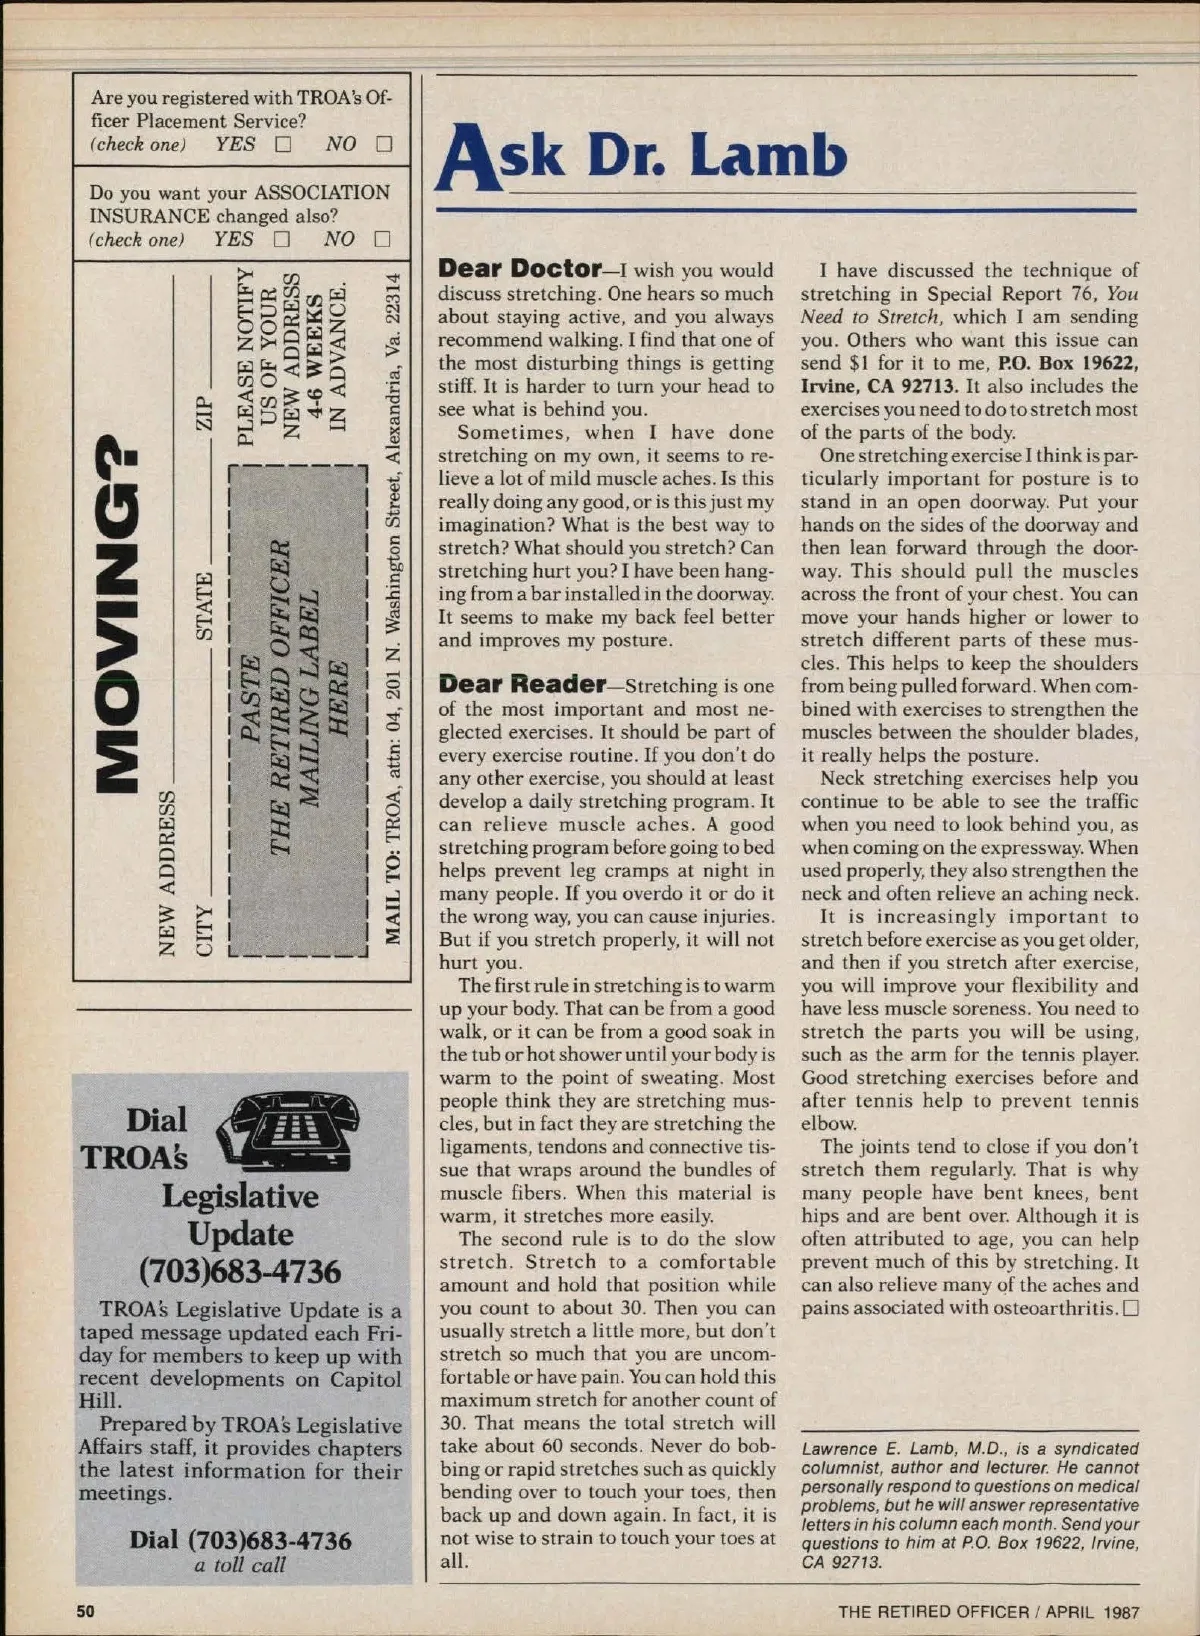 Are you registered with TROA's Of-
ficer Placement Service?
(check one) YES □ NO □
Do you want your ASSOCIATION
INSURANCE changed also?
(check one) YES □ NO □
MOVING?
NEW ADDRESS
CITY STATE ZIP
PLEASE NOTIFY
US OF YOUR
NEW ADDRESS
4-6 WEEKS
IN ADVANCE.
PASTE
THE RETIRED OFFICER
MAILING LABEL
HERE
MAIL TO: TROA, attn: 04, 201 N. Washington Street, Alexandria, Va. 22314
Dial
TROA's
Legislative
Update
(703)683-4736
TROA's Legislative Update is a
taped message updated each Fri-
day for members to keep up with
recent developments on Capitol
Hill.
Prepared by TROA's Legislative
Affairs staff, it provides chapters
the latest information for their
meetings.
Dial (703)683-4736
a toll call
Ask Dr. Lamb
Dear Doctor—I wish you would
discuss stretching. One hears so much
about staying active, and you always
recommend walking. I find that one of
the most disturbing things is getting
stiff. It is harder to turn your head to
see what is behind you.
Sometimes, when I have done
stretching on my own, it seems to re-
lieve a lot of mild muscle aches. Is this
really doing any good, or is this just my
imagination? What is the best way to
stretch? What should you stretch? Can
stretching hurt you? I have been hang-
ing from a bar installed in the doorway.
It seems to make my back feel better
and improves my posture.
Dear Reader—Stretching is one
of the most important and most ne-
glected exercises. It should be part of
every exercise routine. If you don't do
any other exercise, you should at least
develop a daily stretching program. It
can relieve muscle aches. A good
stretching program before going to bed
helps prevent leg cramps at night in
many people. If you overdo it or do it
the wrong way, you can cause injuries.
But if you stretch properly, it will not
hurt you.
The first rule in stretching is to warm
up your body. That can be from a good
walk, or it can be from a good soak in
the tub or hot shower until your body is
warm to the point of sweating. Most
people think they are stretching mus-
cles, but in fact they are stretching the
ligaments, tendons and connective tis-
sue that wraps around the bundles of
muscle fibers. When this material is
warm, it stretches more easily.
The second rule is to do the slow
stretch. Stretch to a comfortable
amount and hold that position while
you count to about 30. Then you can
usually stretch a little more, but don't
stretch so much that you are uncom-
fortable or have pain. You can hold this
maximum stretch for another count of
30. That means the total stretch will
take about 60 seconds. Never do bob-
bing or rapid stretches such as quickly
bending over to touch your toes, then
back up and down again. In fact, it is
not wise to strain to touch your toes at
all.
I have discussed the technique of
stretching in Special Report 76, You
Need to Stretch, which I am sending
you. Others who want this issue can
send $1 for it to me, P.O. Box 19622,
Irvine, CA 92713. It also includes the
exercises you need to do to stretch most
of the parts of the body.
One stretching exercise I think is par-
ticularly important for posture is to
stand in an open doorway. Put your
hands on the sides of the doorway and
then lean forward through the door-
way. This should pull the muscles
across the front of your chest. You can
move your hands higher or lower to
stretch different parts of these mus-
cles. This helps to keep the shoulders
from being pulled forward. When com-
bined with exercises to strengthen the
muscles between the shoulder blades,
it really helps the posture.
Neck stretching exercises help you
continue to be able to see the traffic
when you need to look behind you, as
when coming on the expressway. When
used properly, they also strengthen the
neck and often relieve an aching neck.
It is increasingly important to
stretch before exercise as you get older,
and then if you stretch after exercise,
you will improve your flexibility and
have less muscle soreness. You need to
stretch the parts you will be using,
such as the arm for the tennis player.
Good stretching exercises before and
after tennis help to prevent tennis
elbow.
The joints tend to close if you don't
stretch them regularly. That is why
many people have bent knees, bent
hips and are bent over. Although it is
often attributed to age, you can help
prevent much of this by stretching. It
can also relieve many of the aches and
pains associated with osteoarthritis. □
Lawrence E. Lamb, M.D., is a syndicated
columnist, author and lecturer. He cannot
personally respond to questions on medical
problems, but he will answer representative
letters in his column each month. Send your
questions to him at P.O. Box 19622, Irvine,
CA 92713.
50
THE RETIRED OFFICER / APRIL 1987